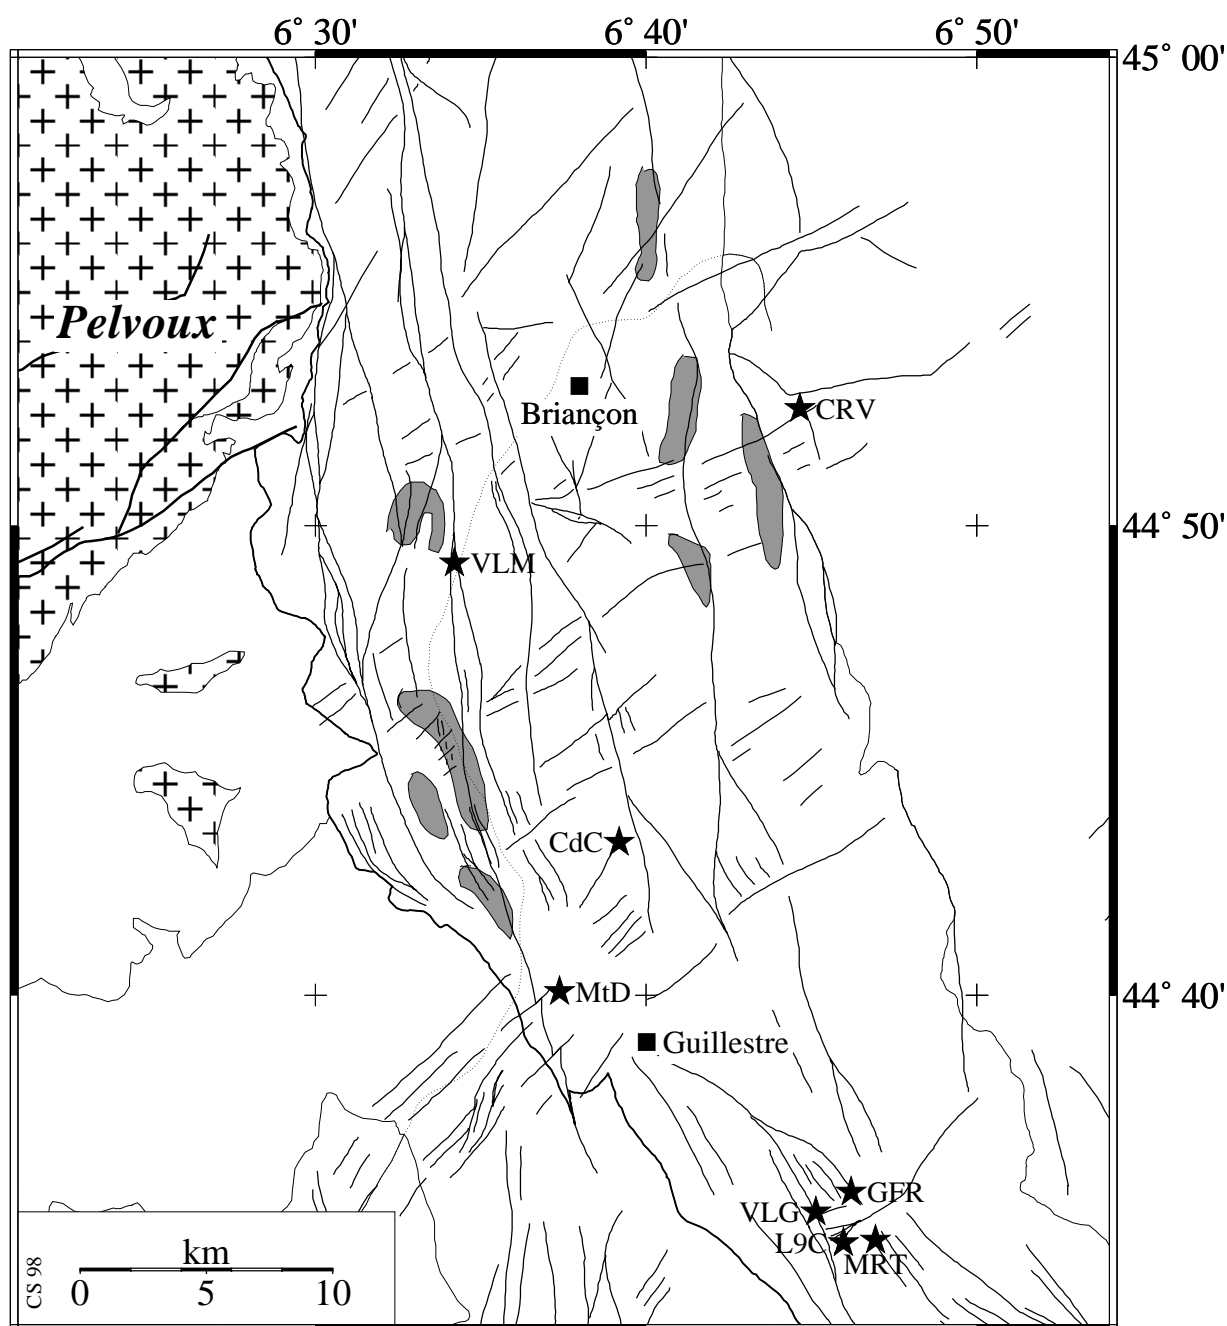 6° 30' 6° 40' 6° 50'
45° 00'
Pelvoux
Briançon
CRV
44° 50'
VLM
CdC
MtD
44° 40'
Guillestre
GFR
VLG
L9C
MRT
km
0 5 10
CS 98